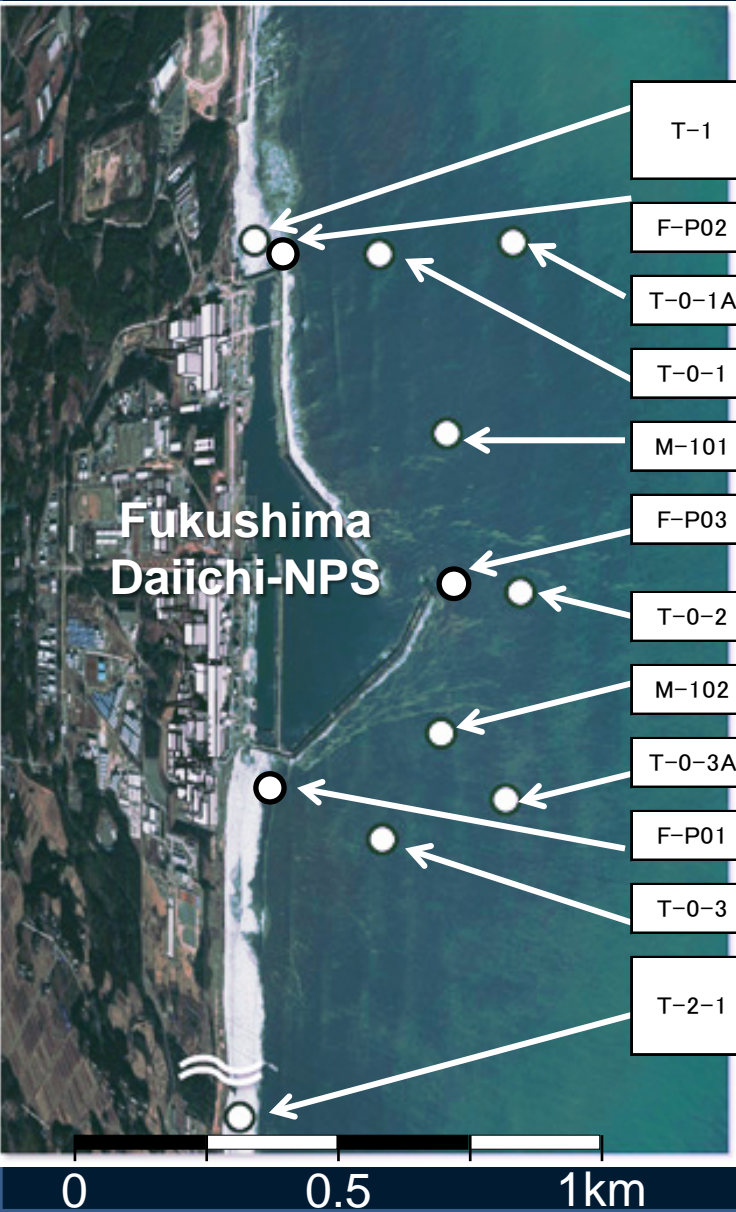 T-1
F-P02
T-0-1A
T-0-1
M-101
F-P03
Fukushima
Daiichi-NPS
T-0-2
M-102
T-0-3A
F-P01
T-0-3
T-2-1
0 0.5 1km